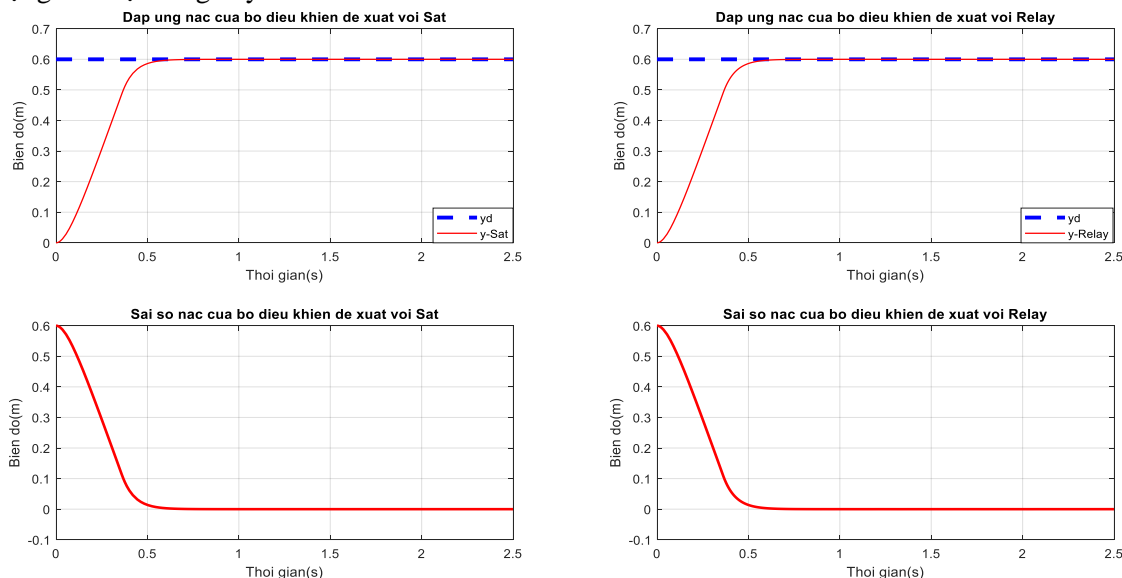 Dap ung nac cua bo dieu khien de xuat voi Sat
0.7
0.6
0.5
0.4
0.3
0.2
0.1
0
Bien do(m)
yd
y-Sat
0 0.5 1 1.5 2 2.5
Thoi gian(s)
Dap ung nac cua bo dieu khien de xuat voi Relay
0.7
0.6
0.5
0.4
0.3
0.2
0.1
0
Bien do(m)
yd
y-Relay
0 0.5 1 1.5 2 2.5
Thoi gian(s)
Sai so nac cua bo dieu khien de xuat voi Sat
0.6
0.5
0.4
0.3
0.2
0.1
0
-0.1
Bien do(m)
0 0.5 1 1.5 2 2.5
Thoi gian(s)
Sai so nac cua bo dieu khien de xuat voi Relay
0.6
0.5
0.4
0.3
0.2
0.1
0
-0.1
Bien do(m)
0 0.5 1 1.5 2 2.5
Thoi gian(s)